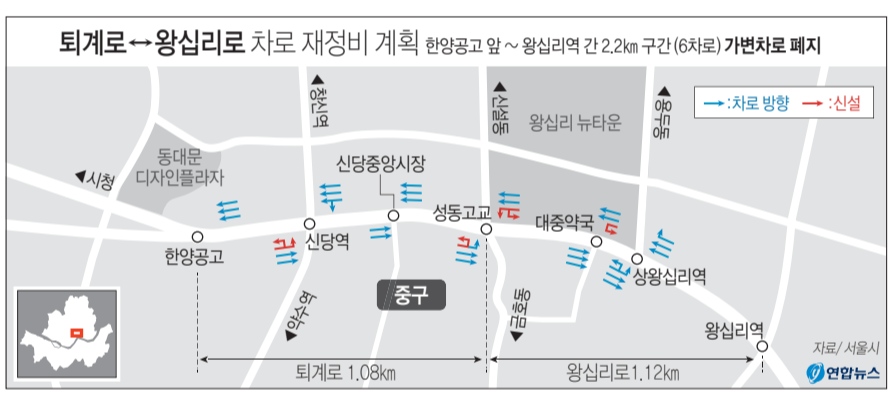 퇴계로↔왕십리로 차로 재정비 계획 한양공고 앞 ~ 왕십리역 간 2.2km 구간 (6차로) 가변차로 폐지
→:차로 방향 →:신설
◀창신역
◀신설동
◀용두동
왕십리 뉴타운
동대문
디자인플라자
◀시청
신당중앙시장
성동고교
대중약국
한양공고
신당역
상왕십리역
중구
◀약수역
◀동호문
왕십리역
퇴계로 1.08km
왕십리로1.12km
자료/ 서울시
연합뉴스